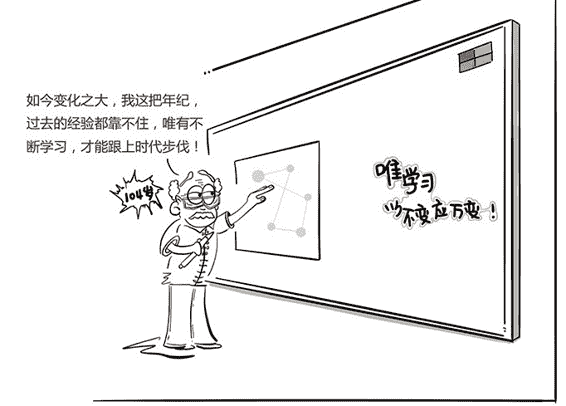 如今变化之大，我这把年纪，
过去的经验都靠不住，唯有不
断学习，才能跟上时代步伐！
104岁
唯学习
以不变应万变！